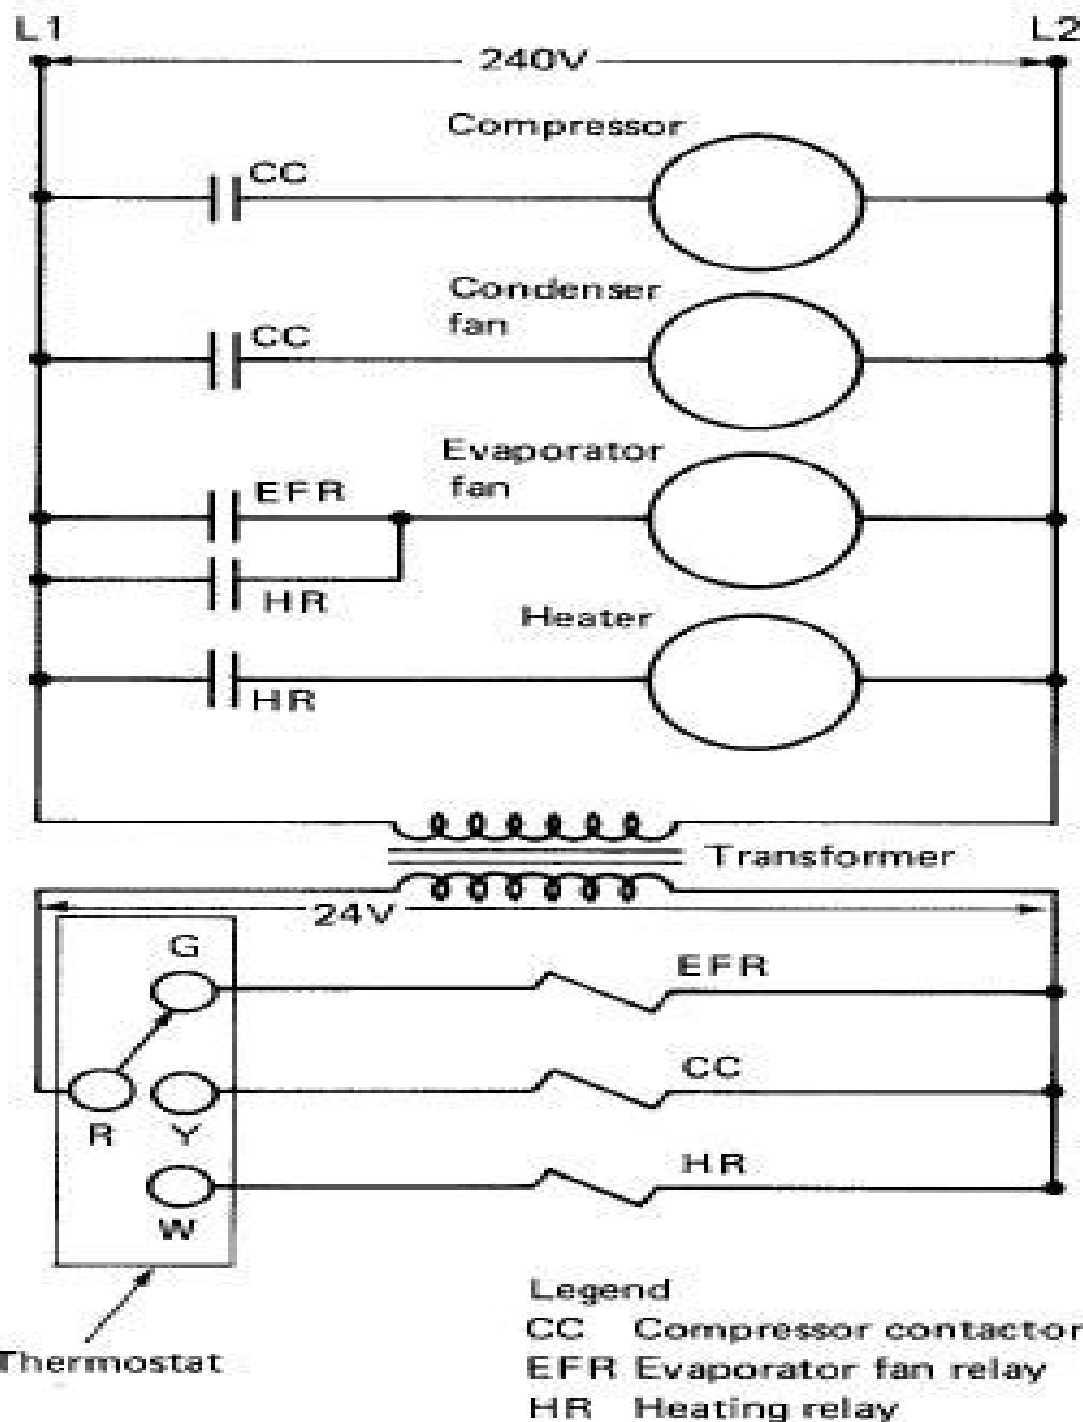 L1 L2
240V
Compressor
CC
Condenser
fan
CC
Evaporator
fan
EFR
HR
Heater
HR
Transformer
24V
G
EFR
CC
R Y
HR
W
Thermostat
Legend
CC Compressor contactor
EFR Evaporator fan relay
HR Heating relay